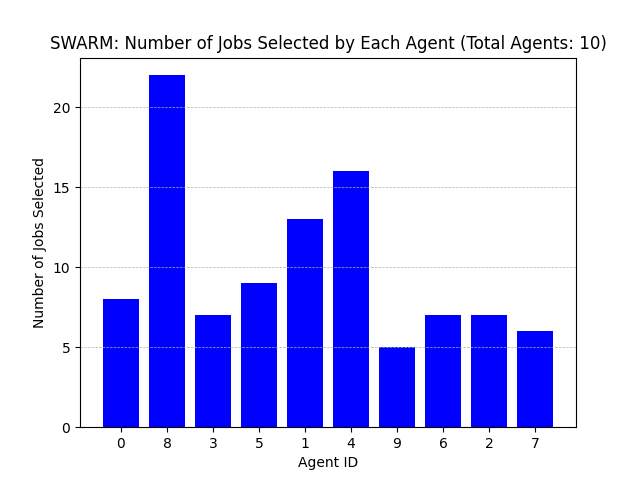 SWARM: Number of Jobs Selected by Each Agent (Total Agents: 10)
Number of Jobs Selected
20
15
10
5
0
0 8 3 5 1 4 9 6 2 7
Agent ID